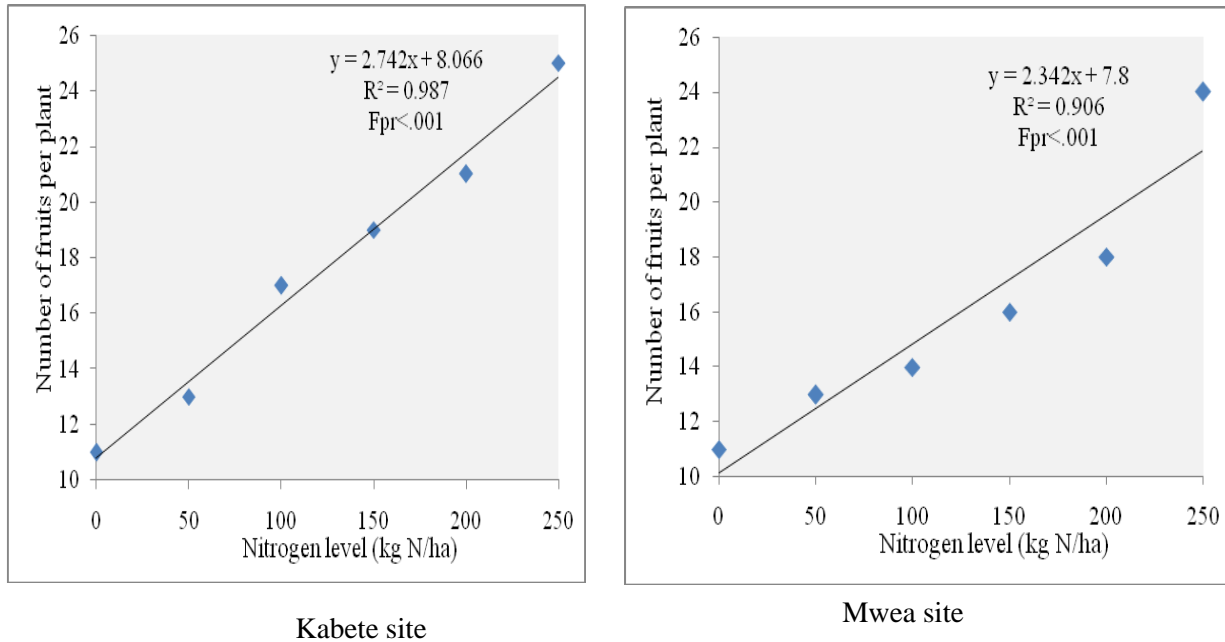 26
24
22
20
18
16
14
12
10
Number of fruits per plant
y = 2.742x + 8.066
R² = 0.987
Fpr<.001
0 50 100 150 200 250
Nitrogen level (kg N/ha)
Kabete site
26
24
22
20
18
16
14
12
10
Number of fruits per plant
y = 2.342x + 7.8
R² = 0.906
Fpr<.001
0 50 100 150 200 250
Nitrogen level (kg N/ha)
Mwea site